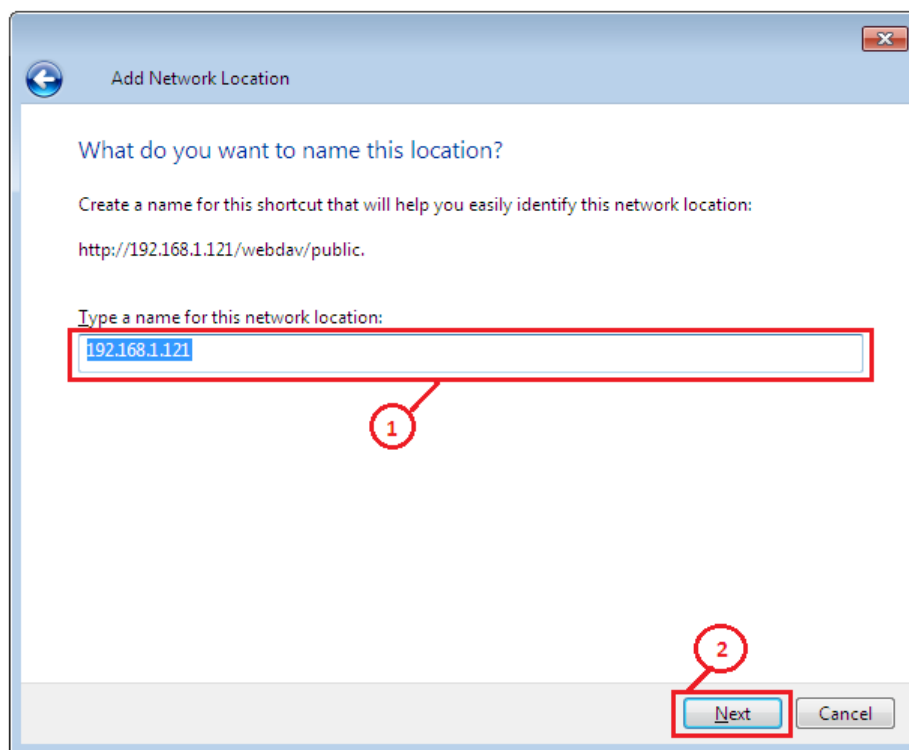 Add Network Location
What do you want to name this location?
Create a name for this shortcut that will help you easily identify this network location:
http://192.168.1.121/webdav/public.
Type a name for this network location:
192.168.1.121
1
2
Next
Cancel